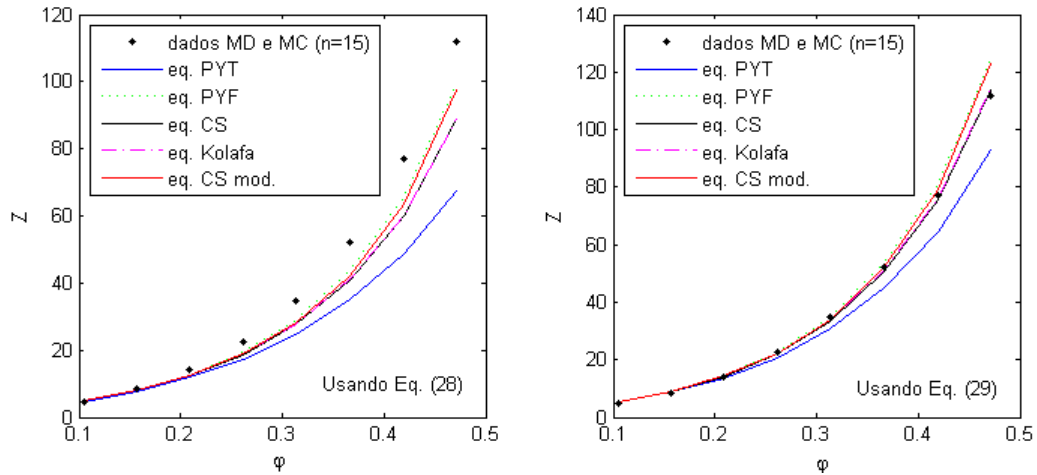 120
100
80
60
40
20
0
Z
dados MD e MC (n=15)
eq. PYT
eq. PYF
eq. CS
eq. Kolafa
eq. CS mod.
Usando Eq. (28)
0.1 0.2 0.3 0.4 0.5
φ
140
120
100
80
60
40
20
0
Z
dados MD e MC (n=15)
eq. PYT
eq. PYF
eq. CS
eq. Kolafa
eq. CS mod.
Usando Eq. (29)
0.1 0.2 0.3 0.4 0.5
φ